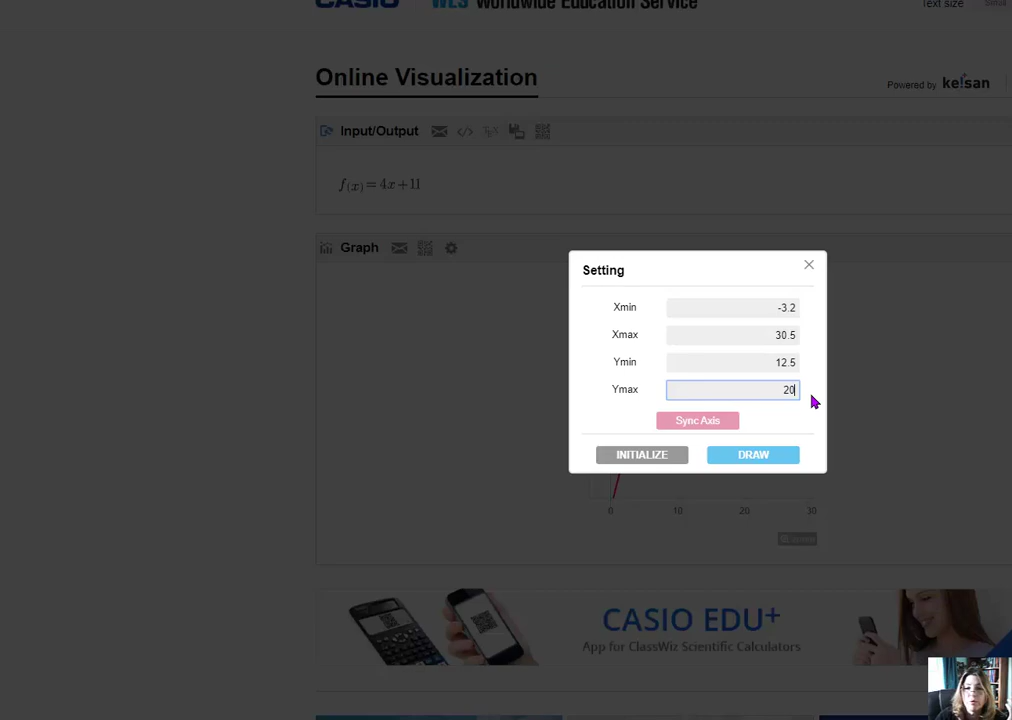 CASIO WES Worldwide Education Service
Text size
Online Visualization
Powered by ke!san
Input/Output
f(x) = 4x+11
Graph
Setting
Xmin -3.2
Xmax 30.5
Ymin 12.5
Ymax 20
Sync Axis
INITIALIZE DRAW
0 10 20 30
CASIO EDU+
App for ClassWiz Scientific Calculators